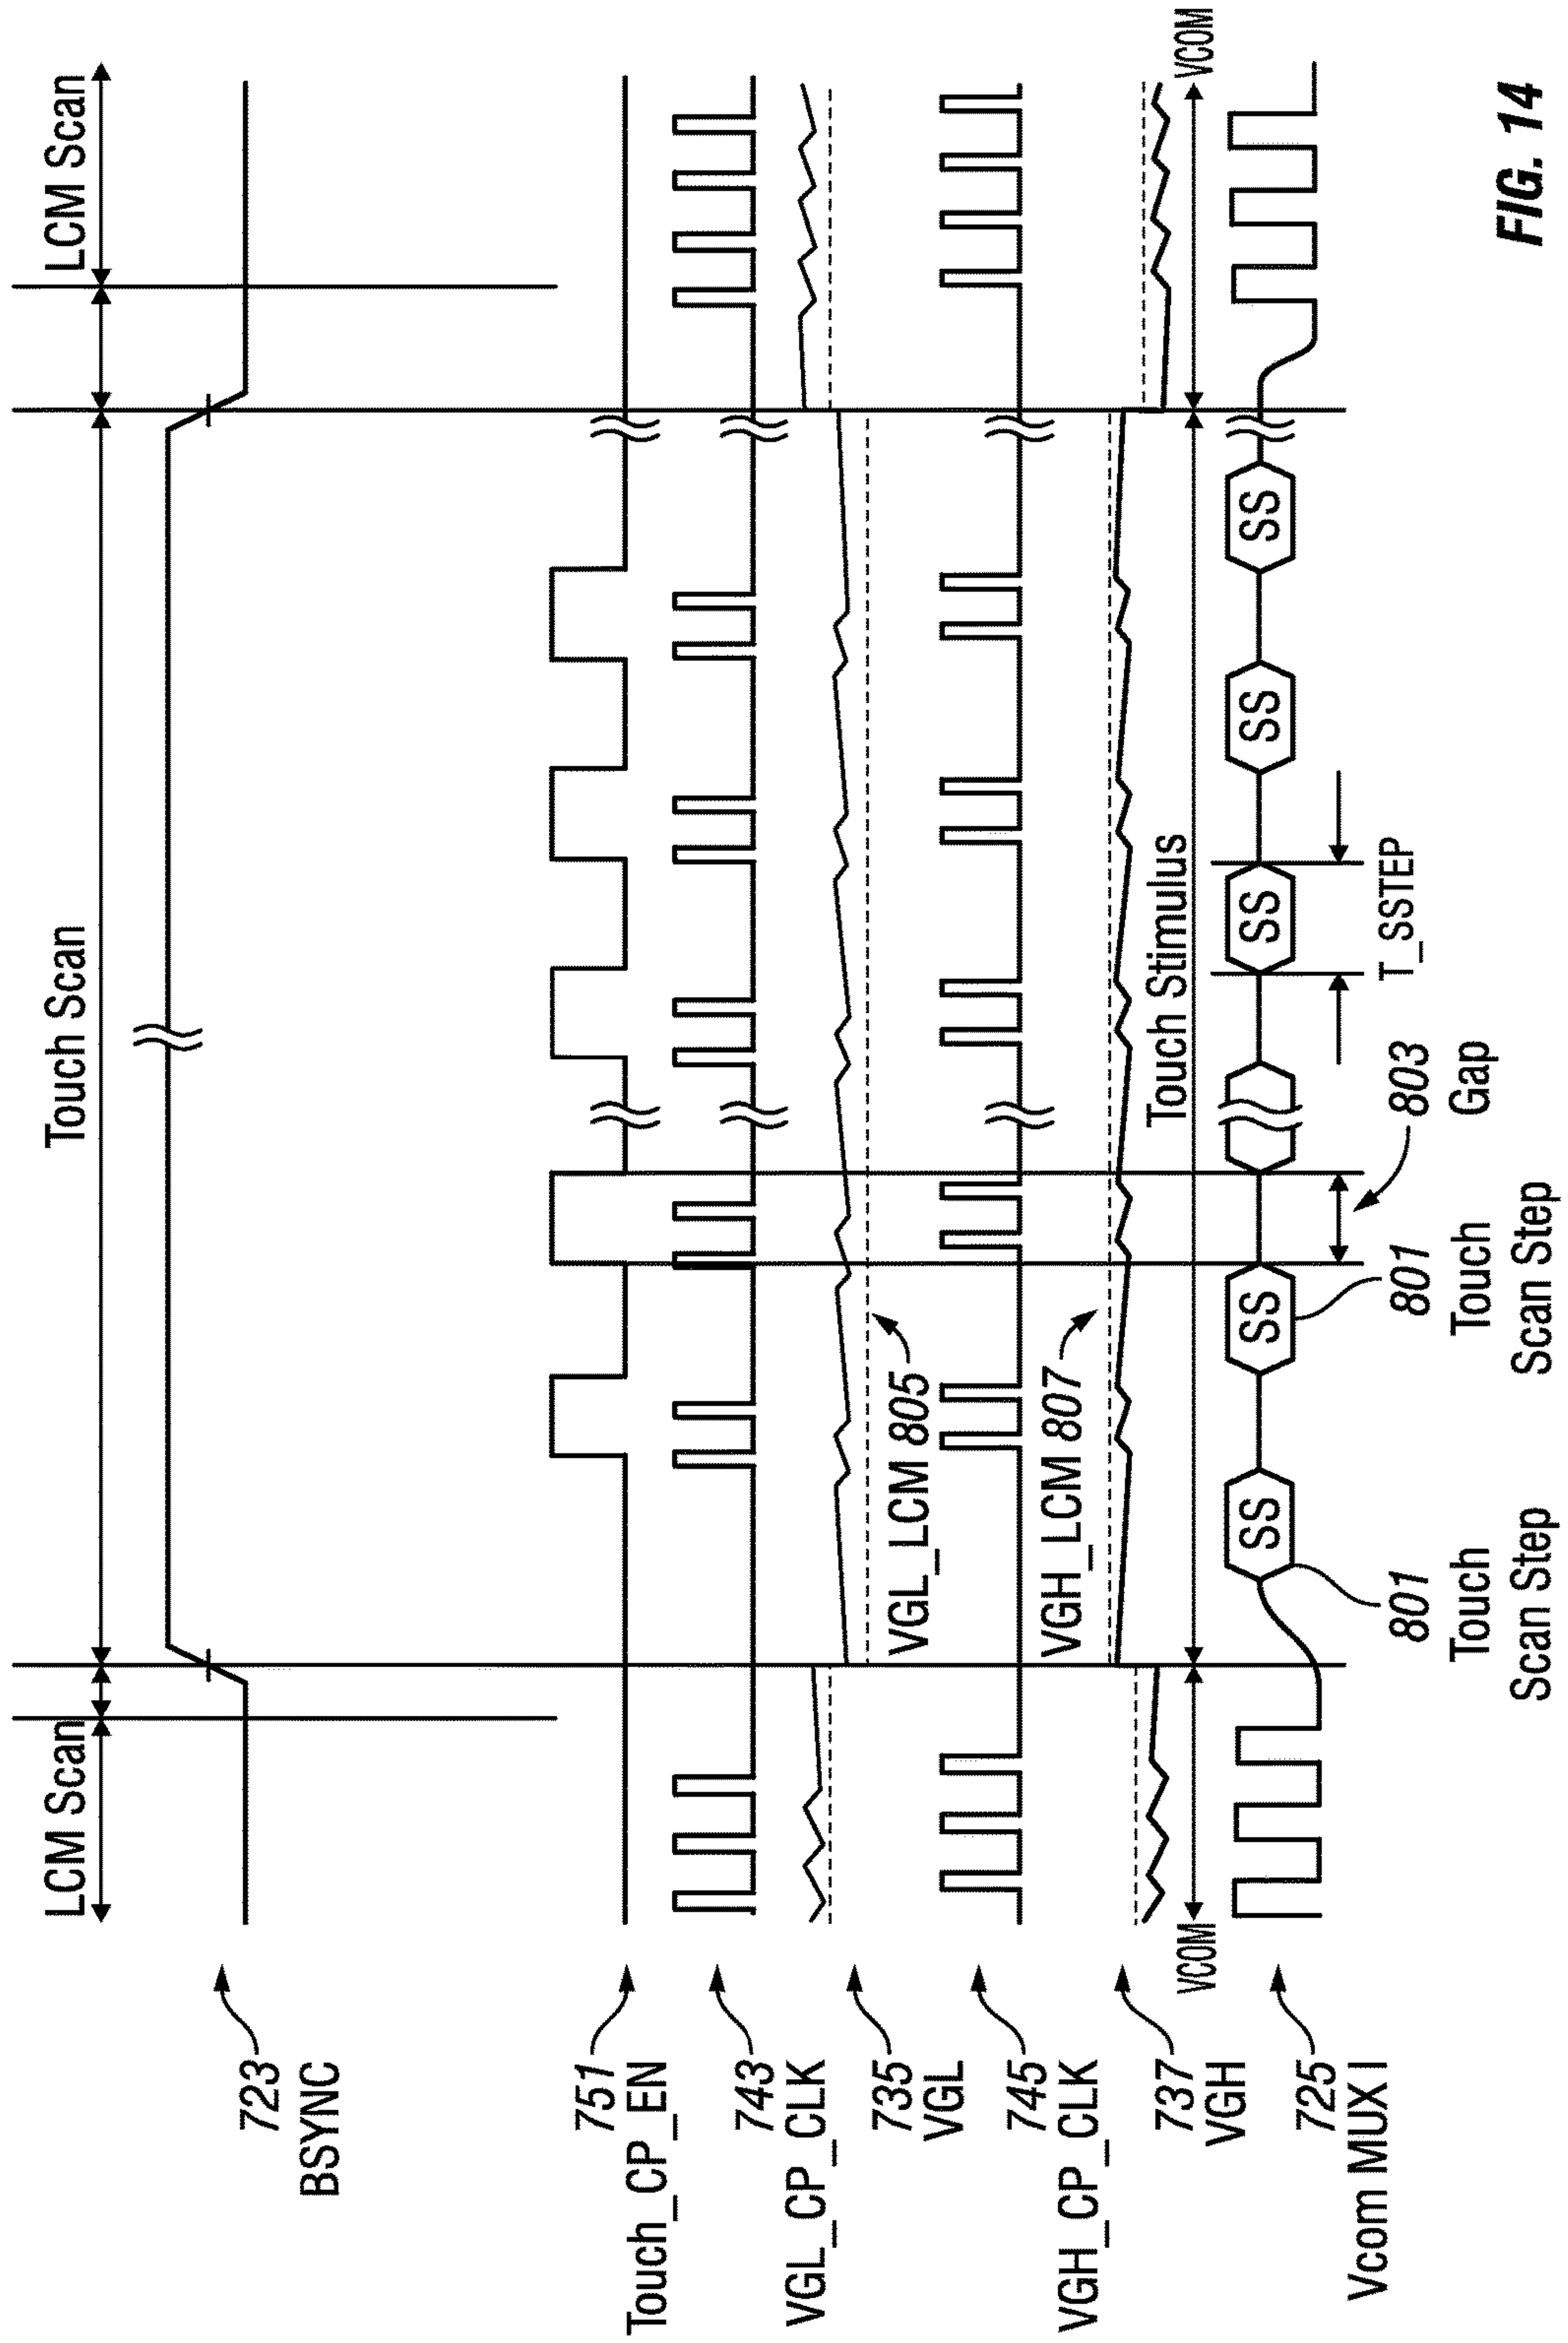 LCM Scan
Touch Scan
LCM Scan
723
BSYNC
751
Touch_CP_EN
743
VGL_CP_CLK
735
VGL
VGL_LCM 805
745
VGH_CP_CLK
VGH_LCM 807
737
VGH
VCOM
Touch Stimulus
VCOM
725
Vcom MUX I
SS
SS
SS
SS
SS
T_SSTEP
801
Touch
Scan Step
801
Touch
Scan Step
803
Gap
FIG. 14